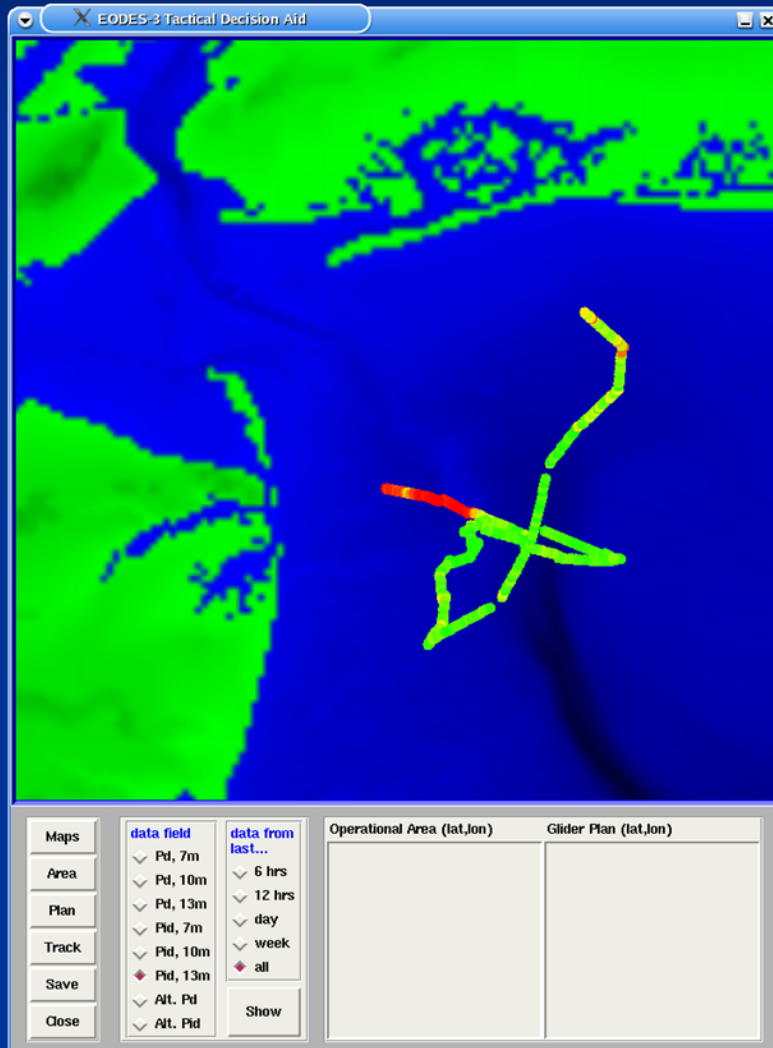 EODES-3 Tactical Decision Aid
Maps
Area
Plan
Track
Save
Close
data field
Pd, 7m
Pd, 10m
Pd, 13m
Pid, 7m
Pid, 10m
Pid, 13m
Alt. Pd
Alt. Pid
data from
last...
6 hrs
12 hrs
day
week
all
Show
Operational Area (lat,lon)
Glider Plan (lat,lon)